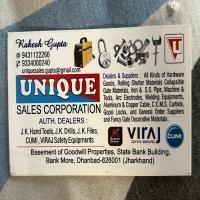 Rakesh Gupta
9431122266
9334000240
uniquesales.gupta@gmail.com
UNIQUE
SALES CORPORATION
AUTH. DEALERS :
J K. Hand Tools, J.K. Drills, J. K. Files,
CUMI , VIRAJ Safety Equipments
Dealers & Suppliers : All Kinds of Hardware
Goods, Rolling Shutter Materials Collapsible
Gate Materials, Iron & S.S. Pipe, Machine &
Tools, Arc Electrodes, Welding Equipments,
Aluminum & Copper Cable, C.I.&M.S. Carbide,
Gopal Locks, and General Order Suppliers
and Fancy Gate Decorative Materials
VIRAJ
CUMI
Basement of Goodwill Properties, State Bank Building,
Bank More, Dhanbad-826001 (Jharkhand)